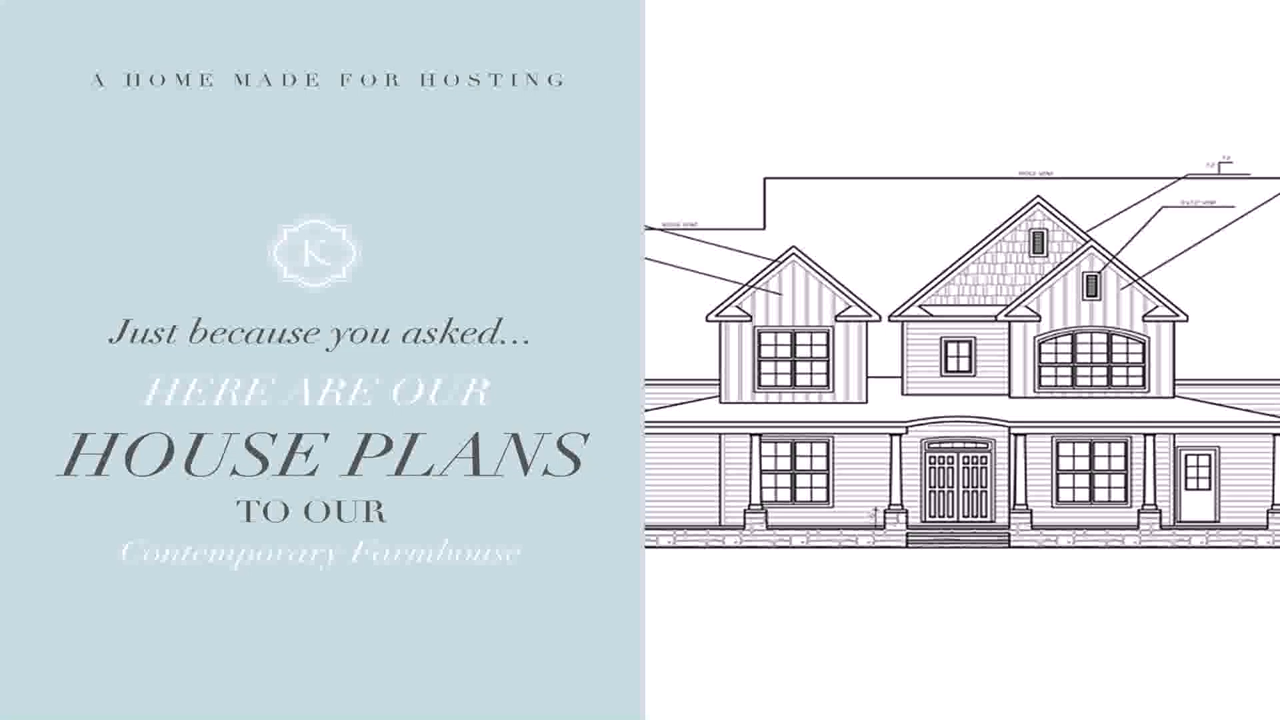 A HOME MADE FOR HOSTING
K
Just because you asked...
HERE ARE OUR
HOUSE PLANS
TO OUR
Contemporary Farmhouse